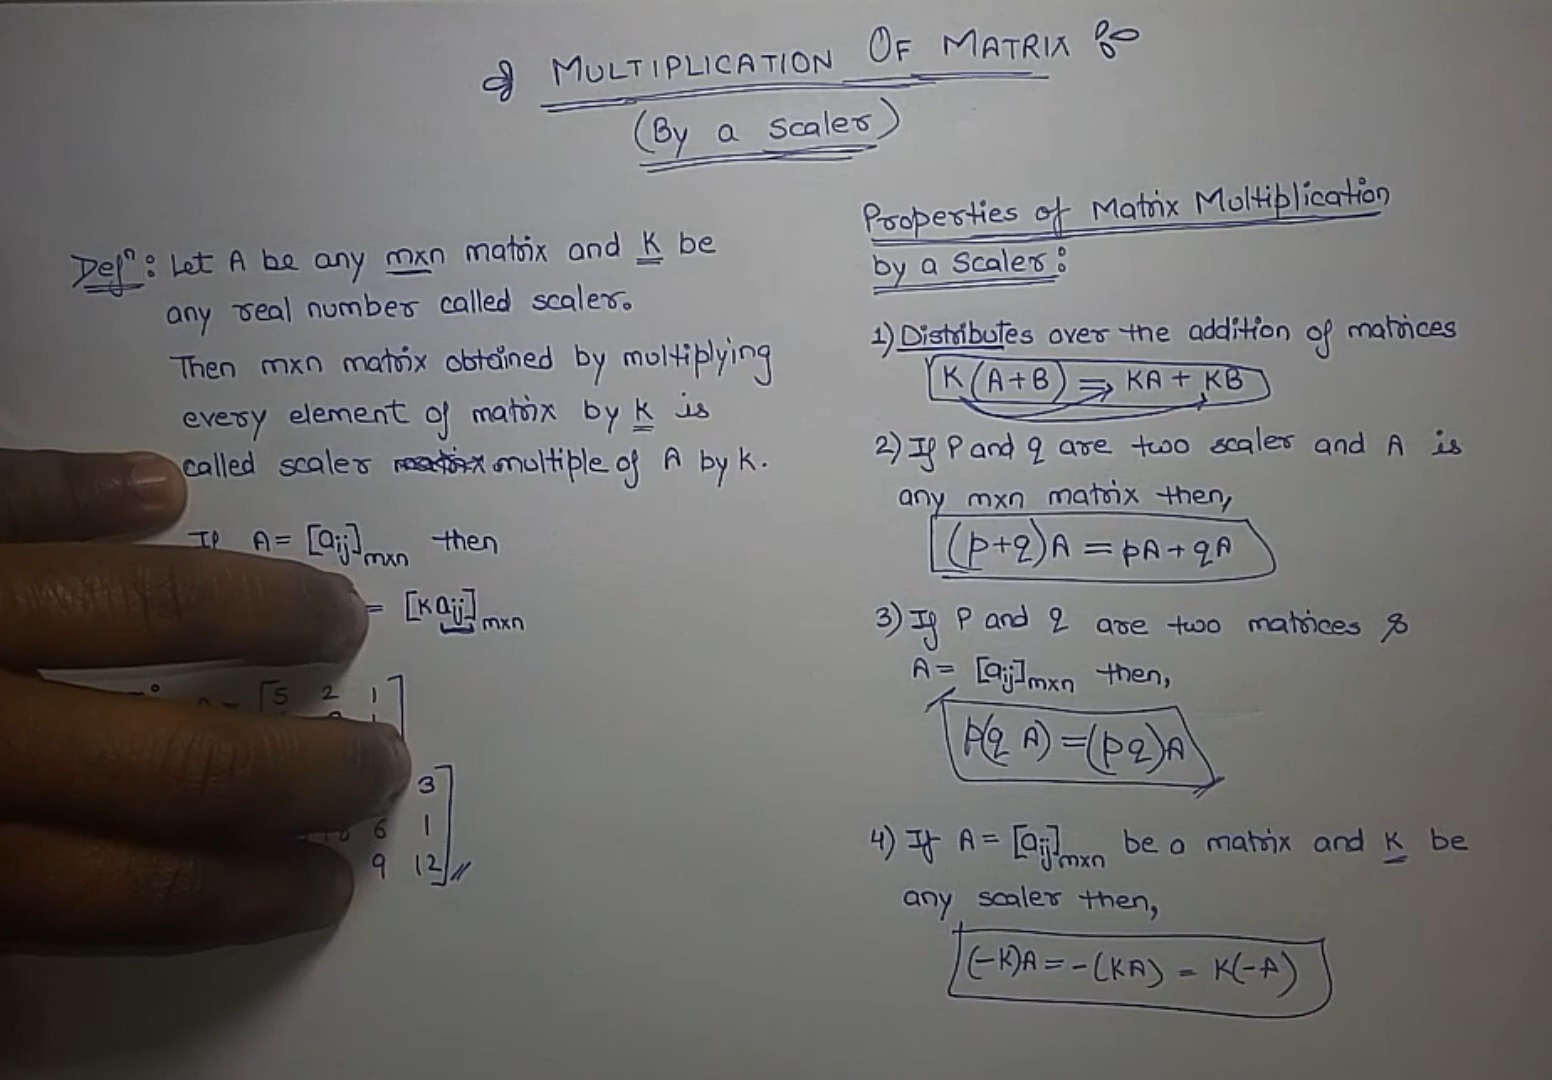 MULTIPLICATION OF MATRIX
(By a scaler)
Defⁿ: Let A be any mxn matrix and K be
any real number called scaler.
Then mxn matrix obtained by multiplying
every element of matrix by K is
called scaler matrix multiple of A by K.
If A = [aij]mxn then
= [Kaij]mxn
= [5 2 1]
3
6 1
9 12]
Properties of Matrix Multiplication
by a Scaler:
1) Distributes over the addition of matrices
K(A+B) ⇒ KA + KB
2) If P and q are two scaler and A is
any mxn matrix then,
(p+q)A = pA + qA
3) If P and q are two matrices &
A = [aij]mxn then,
p(q A) = (pq)A
4) If A = [aij]mxn be a matrix and K be
any scaler then,
(-K)A = -(KA) = K(-A)